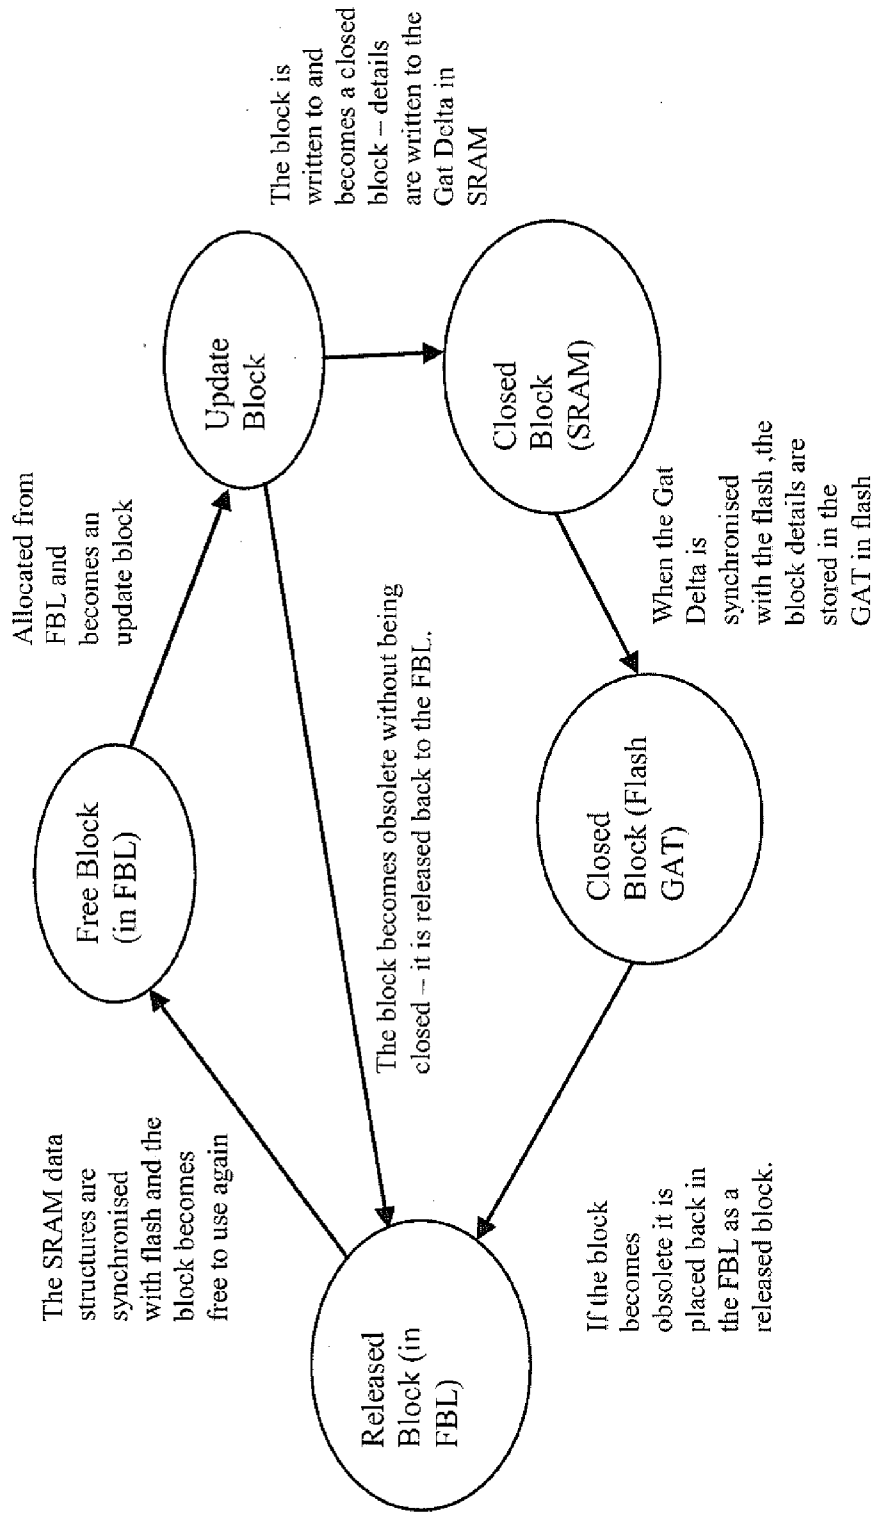 The SRAM data
structures are
synchronised
with flash and the
block becomes
free to use again
Free Block
(in FBL)
Allocated from
FBL and
becomes an
update block
Update
Block
The block is
written to and
becomes a closed
block – details
are written to the
Gat Delta in
SRAM
The block becomes obsolete without being
closed – it is released back to the FBL.
Released
Block (in
FBL)
Closed
Block
(SRAM)
If the block
becomes
obsolete it is
placed back in
the FBL as a
released block.
Closed
Block (Flash
GAT)
When the Gat
Delta is
synchronised
with the flash ,the
block details are
stored in the
GAT in flash